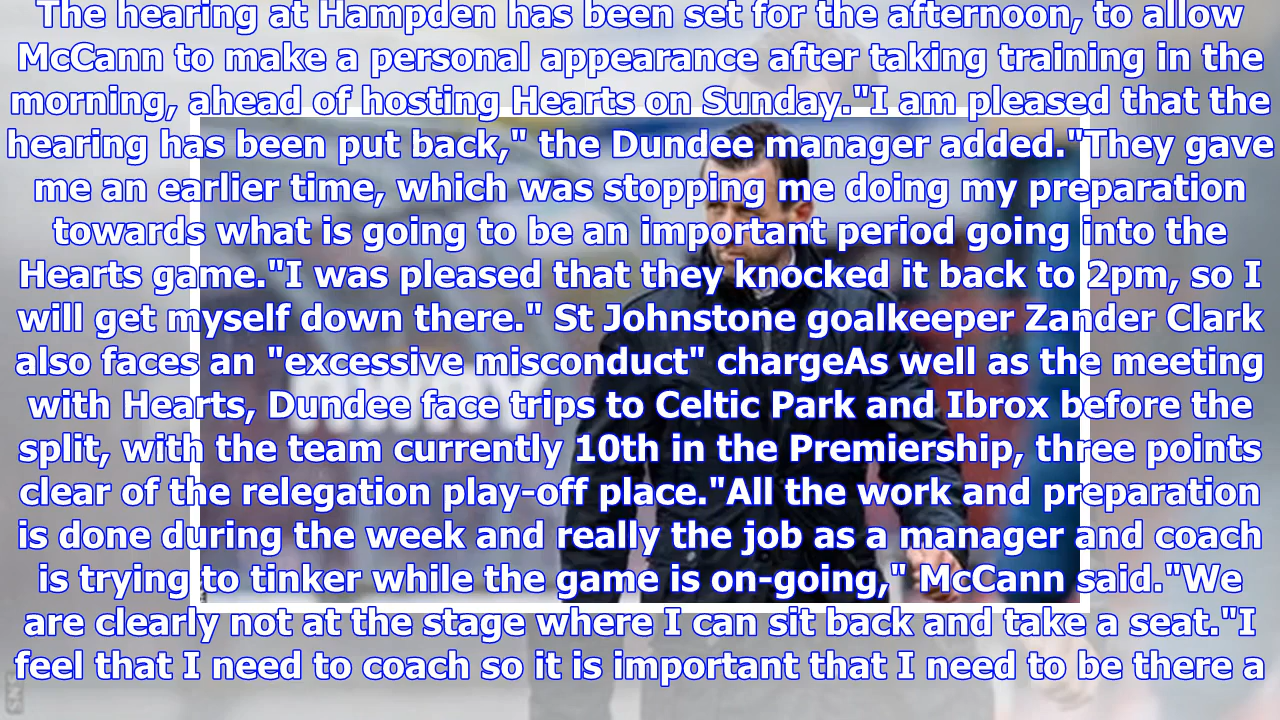 The hearing at Hampden has been set for the afternoon, to allow
McCann to make a personal appearance after taking training in the
morning, ahead of hosting Hearts on Sunday."I am pleased that the
hearing has been put back," the Dundee manager added."They gave
me an earlier time, which was stopping me doing my preparation
towards what is going to be an important period going into the
Hearts game."I was pleased that they knocked it back to 2pm, so I
will get myself down there." St Johnstone goalkeeper Zander Clark
also faces an "excessive misconduct" chargeAs well as the meeting
with Hearts, Dundee face trips to Celtic Park and Ibrox before the
split, with the team currently 10th in the Premiership, three points
clear of the relegation play-off place."All the work and preparation
is done during the week and really the job as a manager and coach
is trying to tinker while the game is on-going," McCann said."We
are clearly not at the stage where I can sit back and take a seat."I
feel that I need to coach so it is important that I need to be there a
SNS